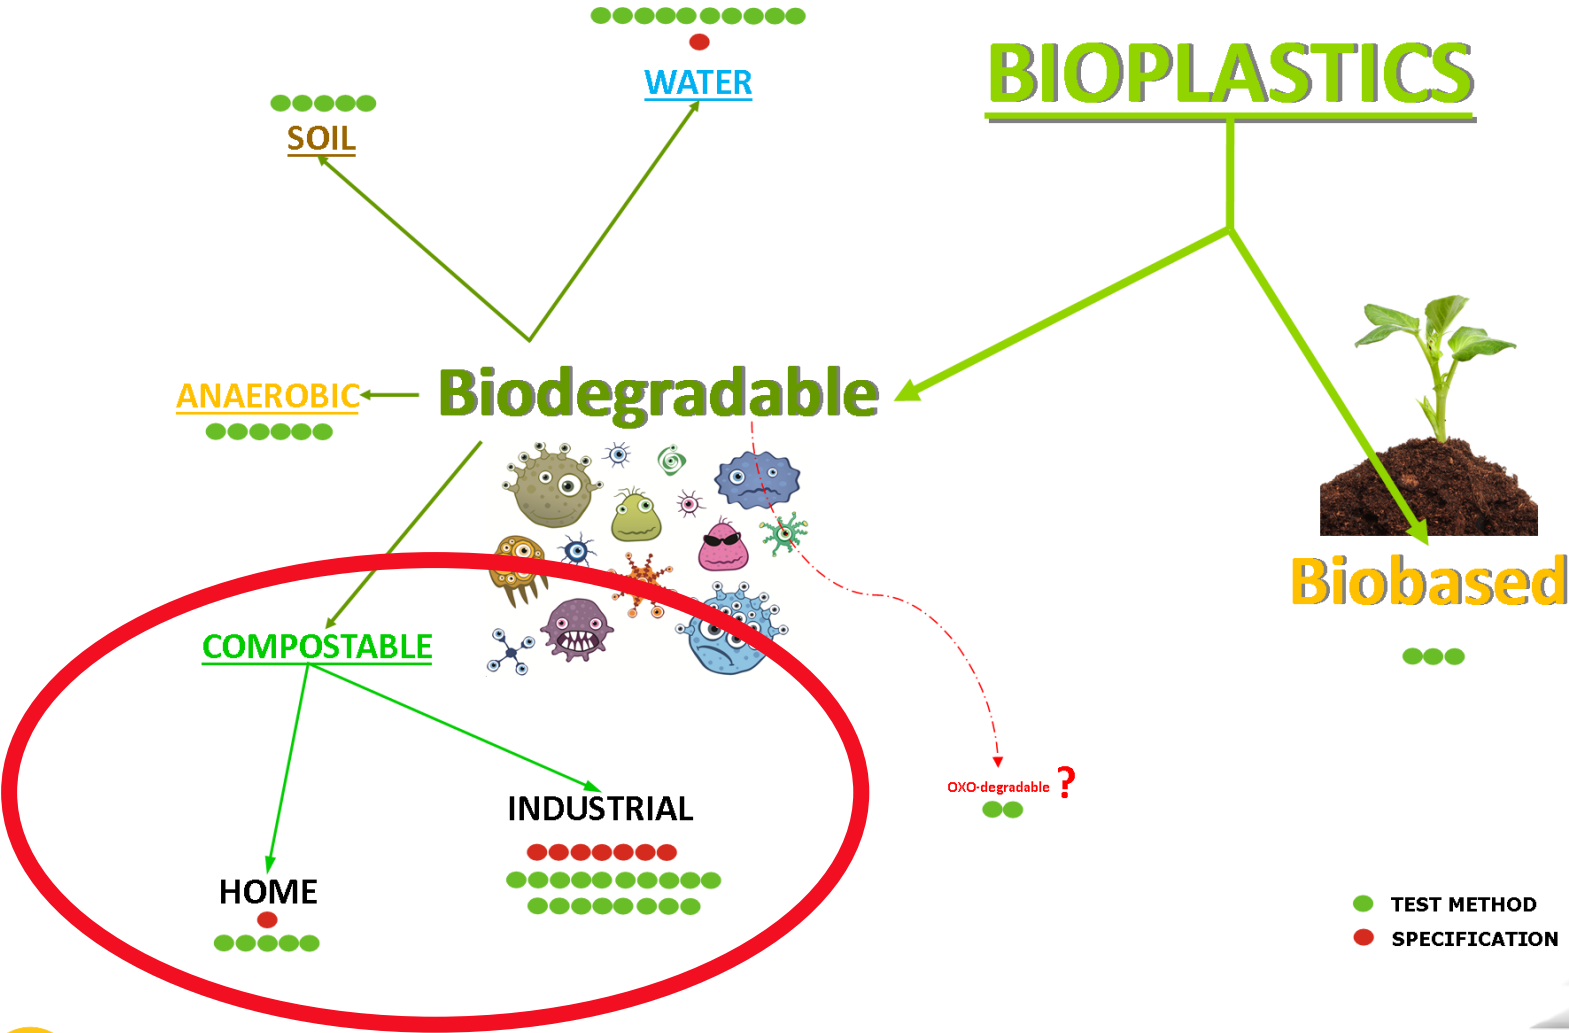 BIOPLASTICS
WATER
SOIL
Biodegradable
ANAEROBIC
Biobased
COMPOSTABLE
OXO-degradable ?
INDUSTRIAL
HOME
TEST METHOD
SPECIFICATION